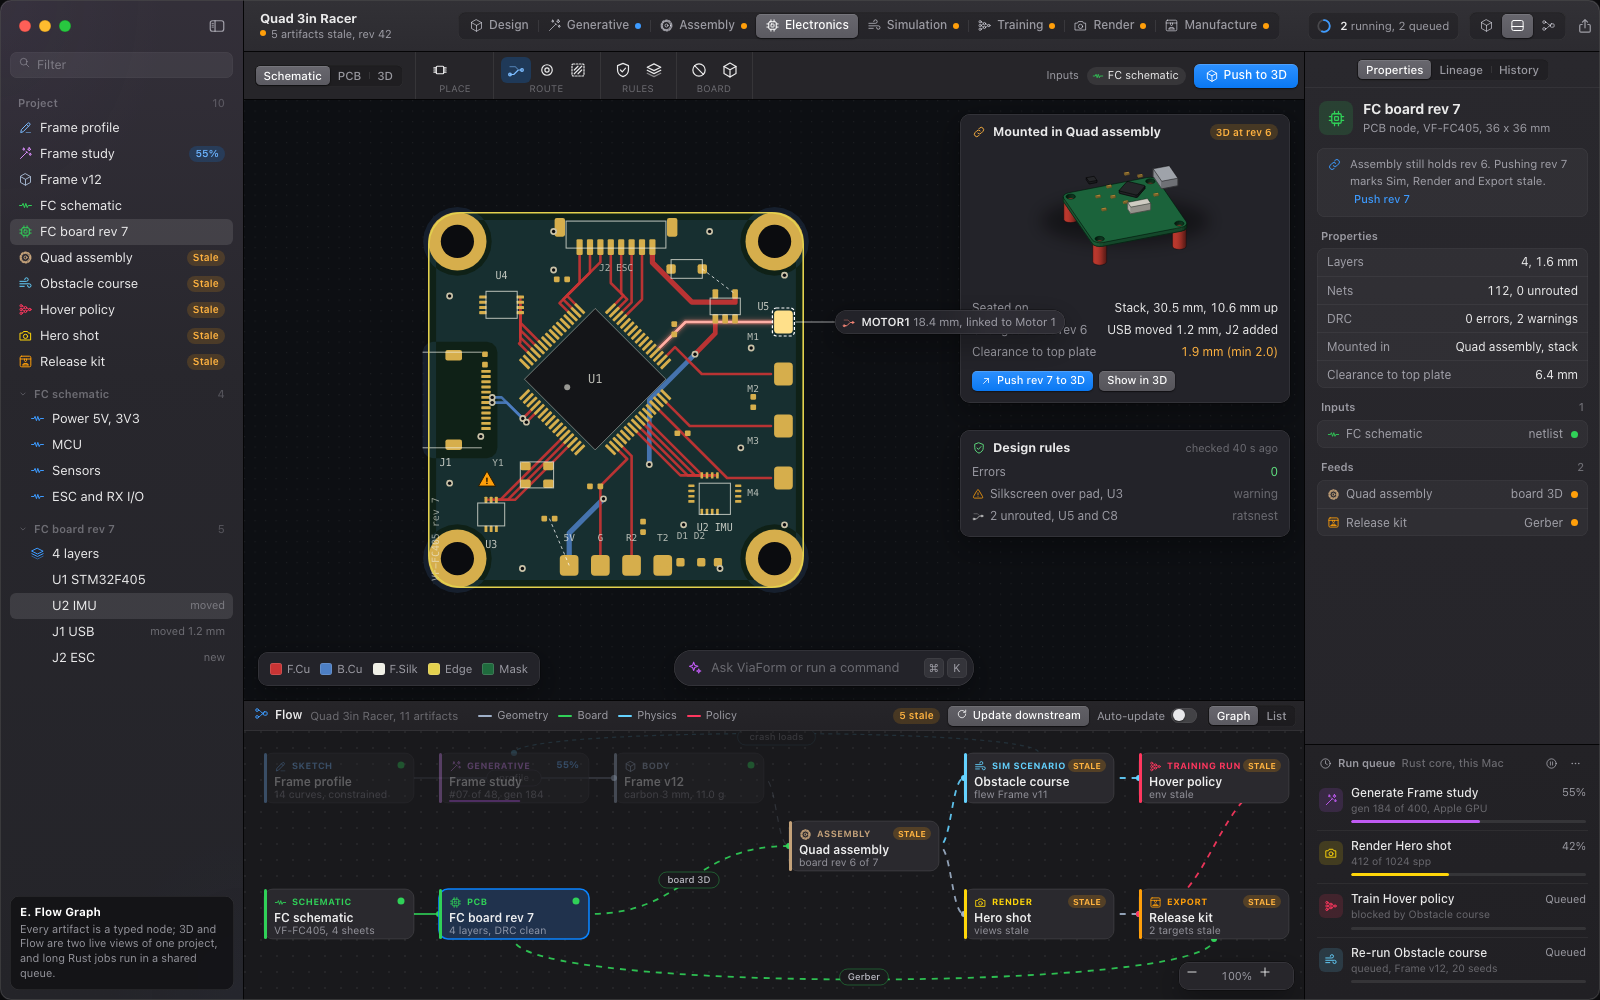 Filter
Project 10
Frame profile
Frame study 55%
Frame v12
FC schematic
FC board rev 7
Quad assembly Stale
Obstacle course Stale
Hover policy Stale
Hero shot Stale
Release kit Stale
FC schematic 4
Power 5V, 3V3
MCU
Sensors
ESC and RX I/O
FC board rev 7 5
4 layers
U1 STM32F405
U2 IMU moved
J1 USB moved 1.2 mm
J2 ESC new
E. Flow Graph
Every artifact is a typed node; 3D and
Flow are two live views of one project,
and long Rust jobs run in a shared
queue.
Quad 3in Racer
5 artifacts stale, rev 42
Design Generative Assembly Electronics Simulation Training Render Manufacture
2 running, 2 queued
Schematic PCB 3D
PLACE ROUTE RULES BOARD
Inputs FC schematic Push to 3D
U4
J2 ESC
U5
M1
M2
M3
M4
U1
J1
Y1
U3
U2 IMU
5V G R2 T2 D1 D2
MOTOR1 18.4 mm, linked to Motor 1
Mounted in Quad assembly 3D at rev 6
Seated on Stack, 30.5 mm, 10.6 mm up
ev 6 USB moved 1.2 mm, J2 added
Clearance to top plate 1.9 mm (min 2.0)
Push rev 7 to 3D Show in 3D
Design rules checked 40 s ago
Errors 0
Silkscreen over pad, U3 warning
2 unrouted, U5 and C8 ratsnest
F.Cu B.Cu F.Silk Edge Mask
Ask ViaForm or run a command ⌘ K
Flow Quad 3in Racer, 11 artifacts Geometry Board Physics Policy
5 stale Update downstream Auto-update Graph List
crash loads
SKETCH
Frame profile
14 curves, constrained
GENERATIVE 55%
Frame study
#07 of 48, gen 184
BODY
Frame v12
carbon 3 mm, 11.0 g
SIM SCENARIO STALE
Obstacle course
flew Frame v11
TRAINING RUN STALE
Hover policy
env stale
ASSEMBLY STALE
Quad assembly
board rev 6 of 7
board 3D
SCHEMATIC
FC schematic
VF-FC405, 4 sheets
PCB
FC board rev 7
4 layers, DRC clean
RENDER STALE
Hero shot
views stale
EXPORT STALE
Release kit
2 targets stale
Gerber
− 100% +
Properties Lineage History
FC board rev 7
PCB node, VF-FC405, 36 x 36 mm
Assembly still holds rev 6. Pushing rev 7
marks Sim, Render and Export stale.
Push rev 7
Properties
Layers 4, 1.6 mm
Nets 112, 0 unrouted
DRC 0 errors, 2 warnings
Mounted in Quad assembly, stack
Clearance to top plate 6.4 mm
Inputs 1
FC schematic netlist
Feeds 2
Quad assembly board 3D
Release kit Gerber
Run queue Rust core, this Mac
Generate Frame study 55%
gen 184 of 400, Apple GPU
Render Hero shot 42%
412 of 1024 spp
Train Hover policy Queued
blocked by Obstacle course
Re-run Obstacle course Queued
queued, Frame v12, 20 seeds